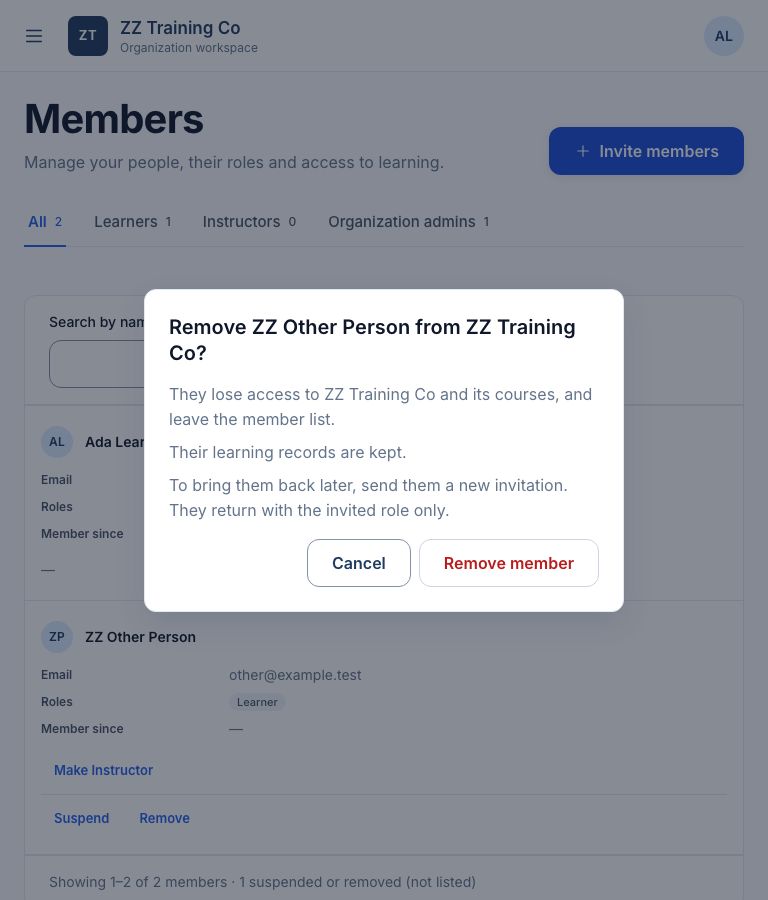 ZT
ZZ Training Co
Organization workspace
AL
Members
Manage your people, their roles and access to learning.
+ Invite members
All 2 Learners 1 Instructors 0 Organization admins 1
Search by nam
Remove ZZ Other Person from ZZ Training
Co?
They lose access to ZZ Training Co and its courses, and
leave the member list.
Their learning records are kept.
To bring them back later, send them a new invitation.
They return with the invited role only.
Cancel Remove member
AL Ada Lear
Email
Roles
Member since
—
ZP ZZ Other Person
Email other@example.test
Roles Learner
Member since —
Make Instructor
Suspend Remove
Showing 1–2 of 2 members · 1 suspended or removed (not listed)